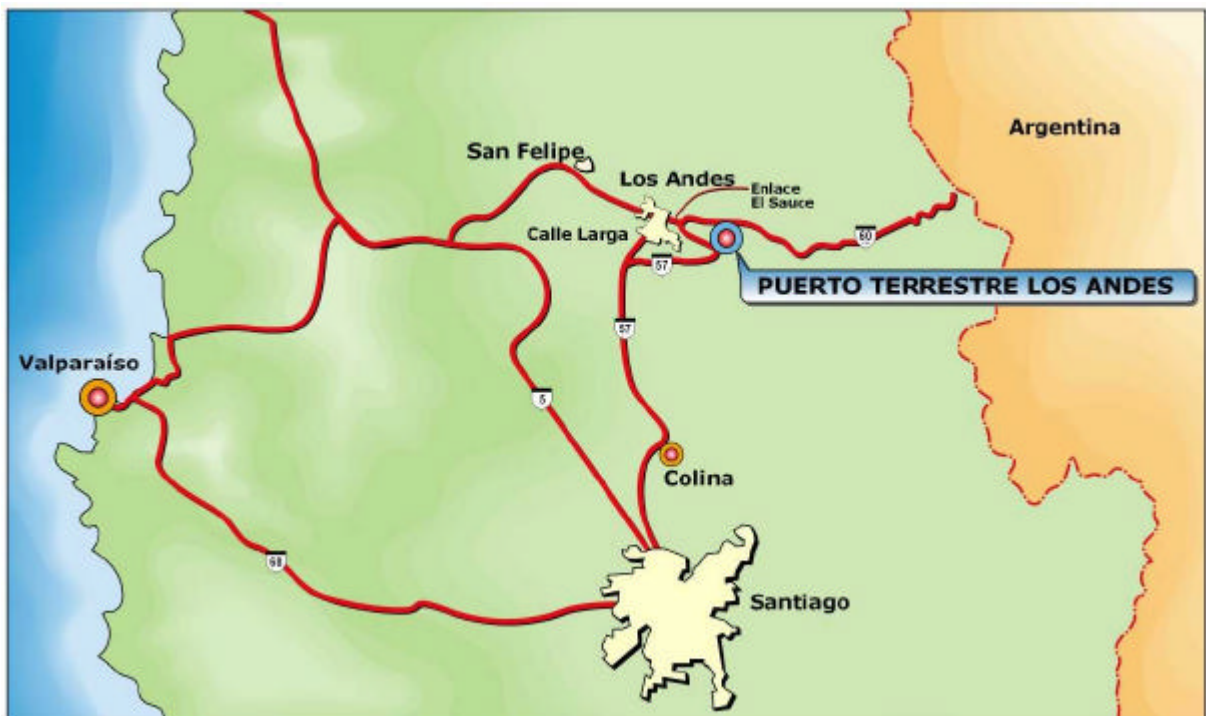 Argentina
San Felipe
Los Andes
Enlace
El Sauce
Calle Larga
60
57
PUERTO TERRESTRE LOS ANDES
57
Valparaíso
5
Colina
68
Santiago